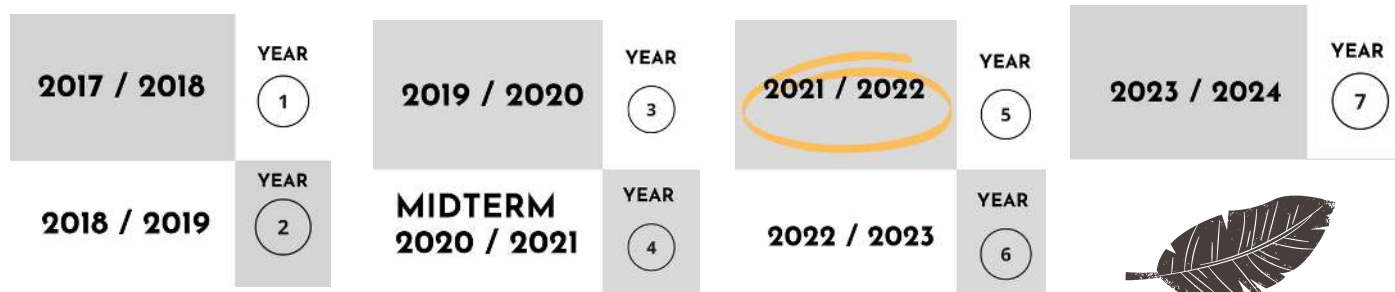 2017 / 2018
YEAR
1
2018 / 2019
YEAR
2
2019 / 2020
YEAR
3
MIDTERM
2020 / 2021
YEAR
4
2021 / 2022
YEAR
5
2022 / 2023
YEAR
6
2023 / 2024
YEAR
7